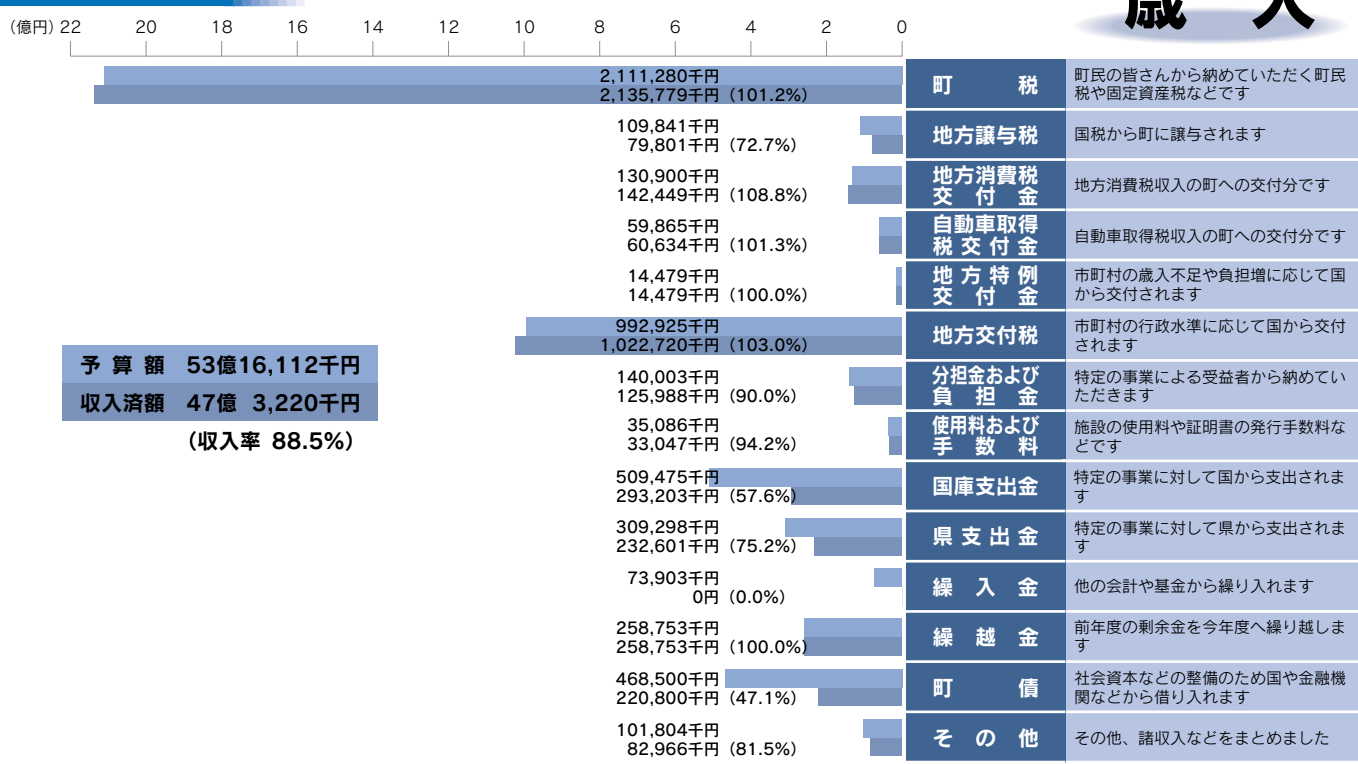 歳　入
(億円) 22 20 18 16 14 12 10 8 6 4 2 0
2,111,280千円
2,135,779千円 (101.2%)
町　税
町民の皆さんから納めていただく町民
税や固定資産税などです
109,841千円
79,801千円 (72.7%)
地方譲与税
国税から町に譲与されます
130,900千円
142,449千円 (108.8%)
地方消費税
交　付　金
地方消費税収入の町への交付分です
59,865千円
60,634千円 (101.3%)
自動車取得
税交付金
自動車取得税収入の町への交付分です
14,479千円
14,479千円 (100.0%)
地方特例
交　付　金
市町村の歳入不足や負担増に応じて国
から交付されます
992,925千円
1,022,720千円 (103.0%)
地方交付税
市町村の行政水準に応じて国から交付
されます
予 算 額　53億16,112千円
収入済額　47億 3,220千円
(収入率 88.5%)
140,003千円
125,988千円 (90.0%)
分担金および
負　担　金
特定の事業による受益者から納めてい
ただきます
35,086千円
33,047千円 (94.2%)
使用料および
手　数　料
施設の使用料や証明書の発行手数料な
どです
509,475千円
293,203千円 (57.6%)
国庫支出金
特定の事業に対して国から支出されま
す
309,298千円
232,601千円 (75.2%)
県支出金
特定の事業に対して県から支出されま
す
73,903千円
0円 (0.0%)
繰　入　金
他の会計や基金から繰り入れます
258,753千円
258,753千円 (100.0%)
繰　越　金
前年度の剰余金を今年度へ繰り越しま
す
468,500千円
220,800千円 (47.1%)
町　債
社会資本などの整備のため国や金融機
関などから借り入れます
101,804千円
82,966千円 (81.5%)
そ　の　他
その他、諸収入などをまとめました